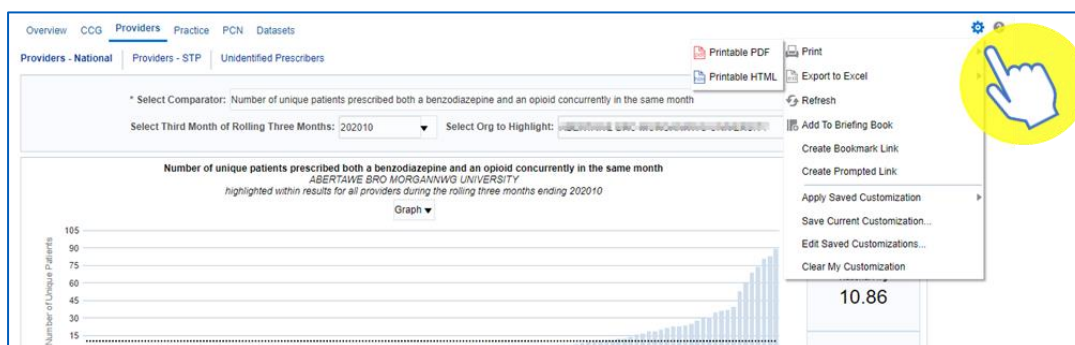 Overview CCG Providers Practice PCN Datasets
Providers - National Providers - STP Unidentified Prescribers
Printable PDF
Printable HTML
Print
Export to Excel
Refresh
Add To Briefing Book
Create Bookmark Link
Create Prompted Link
Apply Saved Customization
Save Current Customization...
Edit Saved Customizations...
Clear My Customization
* Select Comparator: Number of unique patients prescribed both a benzodiazepine and an opioid concurrently in the same month
Select Third Month of Rolling Three Months: 202010 Select Org to Highlight:
Number of unique patients prescribed both a benzodiazepine and an opioid concurrently in the same month
ABERTAWE BRO MORGANNWG UNIVERSITY
highlighted within results for all providers during the rolling three months ending 202010
Graph
Number of Unique Patients
105
90
75
60
45
30
15
10.86